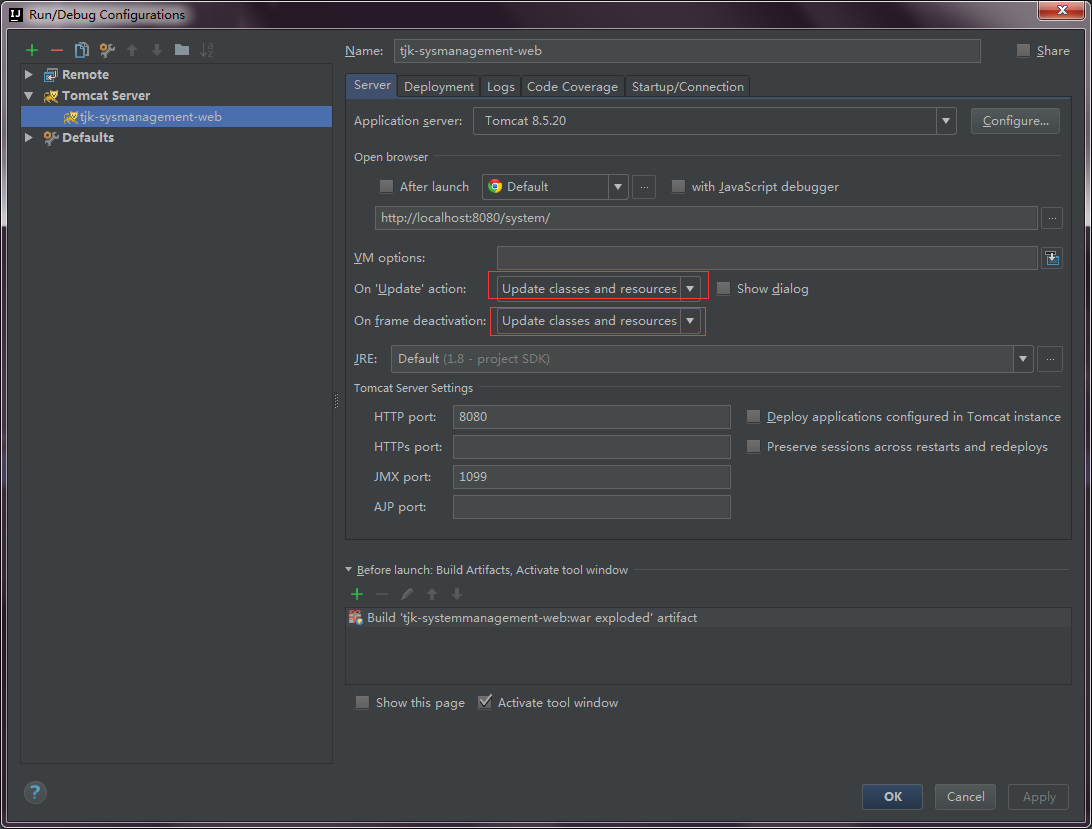 Run/Debug Configurations
Remote
Tomcat Server
tjk-sysmanagement-web
Defaults
Name: tjk-sysmanagement-web Share
Server Deployment Logs Code Coverage Startup/Connection
Application server: Tomcat 8.5.20 Configure...
Open browser
After launch Default ... with JavaScript debugger
http://localhost:8080/system/ ...
VM options:
On 'Update' action: Update classes and resources Show dialog
On frame deactivation: Update classes and resources
JRE: Default (1.8 - project SDK) ...
Tomcat Server Settings
HTTP port: 8080 Deploy applications configured in Tomcat instance
HTTPs port: Preserve sessions across restarts and redeploys
JMX port: 1099
AJP port:
Before launch: Build Artifacts, Activate tool window
Build 'tjk-systemmanagement-web:war exploded' artifact
Show this page Activate tool window
? OK Cancel Apply